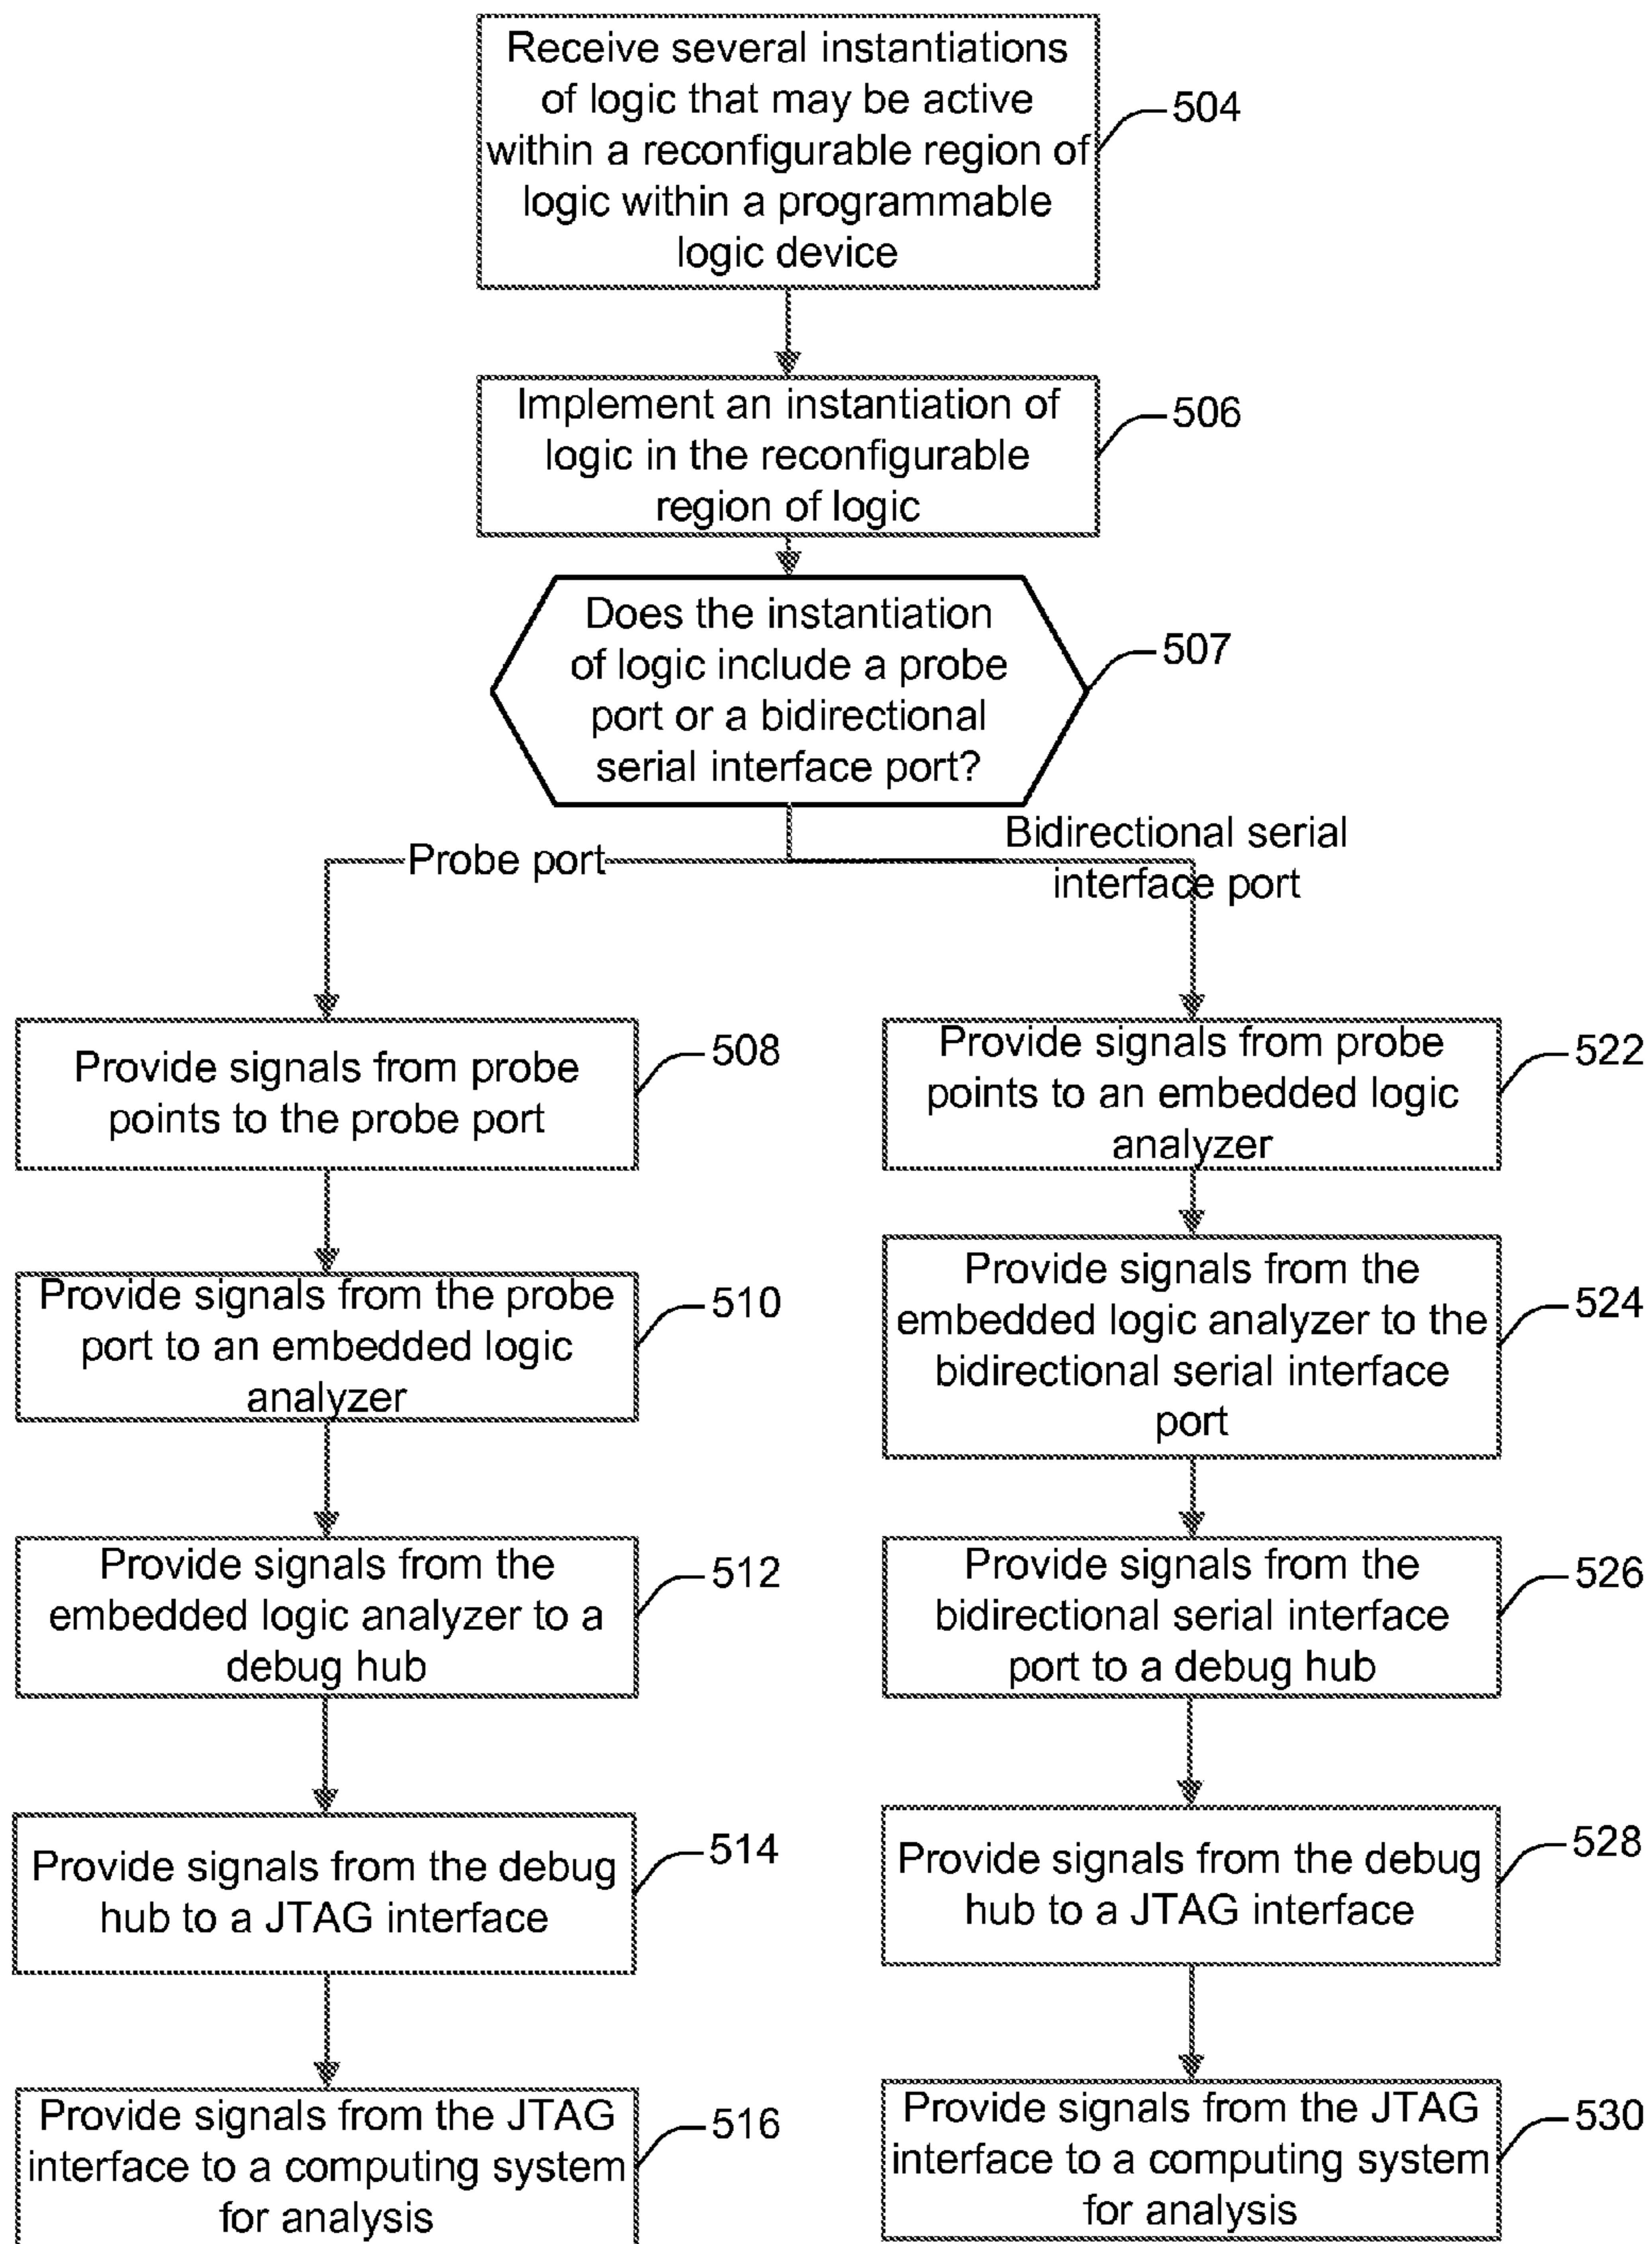 Receive several instantiations
of logic that may be active
within a reconfigurable region of
logic within a programmable
logic device
504
Implement an instantiation of
logic in the reconfigurable
region of logic
506
Does the instantiation
of logic include a probe
port or a bidirectional
serial interface port?
507
Probe port
Bidirectional serial
interface port
Provide signals from probe
points to the probe port
508
Provide signals from the probe
port to an embedded logic
analyzer
510
Provide signals from the
embedded logic analyzer to a
debug hub
512
Provide signals from the debug
hub to a JTAG interface
514
Provide signals from the JTAG
interface to a computing system
for analysis
516
Provide signals from probe
points to an embedded logic
analyzer
522
Provide signals from the
embedded logic analyzer to the
bidirectional serial interface
port
524
Provide signals from the
bidirectional serial interface
port to a debug hub
526
Provide signals from the debug
hub to a JTAG interface
528
Provide signals from the JTAG
interface to a computing system
for analysis
530